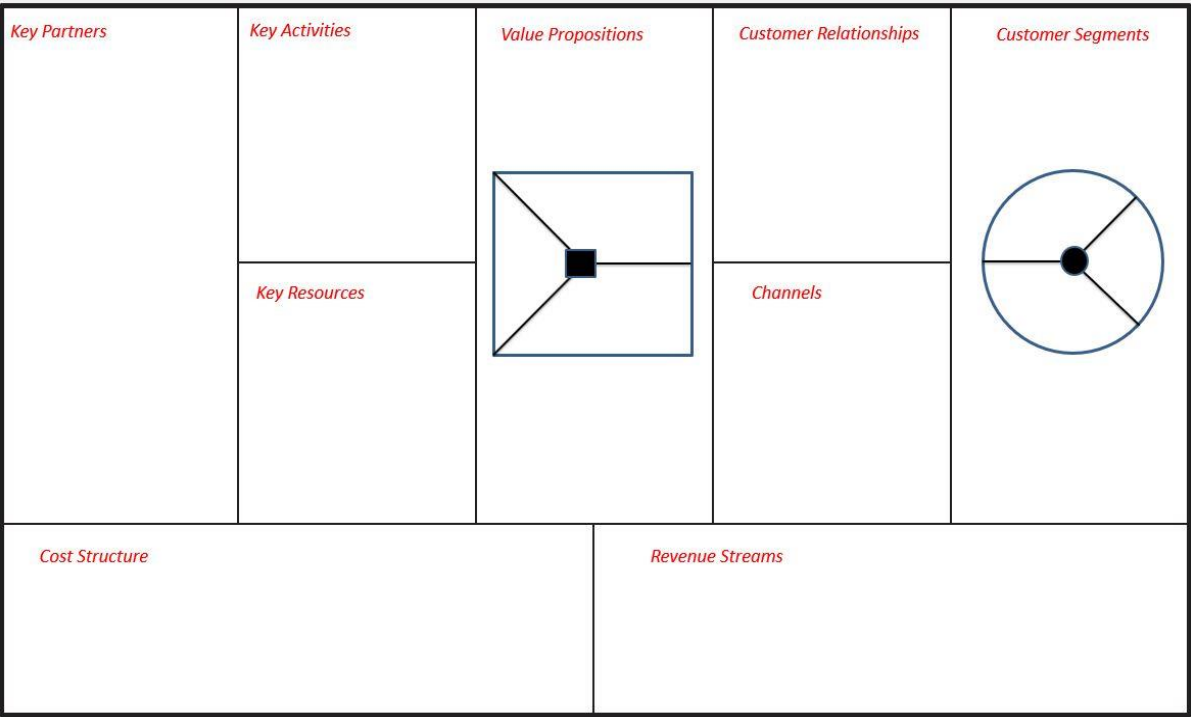 Key Partners
Key Activities
Value Propositions
Customer Relationships
Customer Segments
Key Resources
Channels
Cost Structure
Revenue Streams